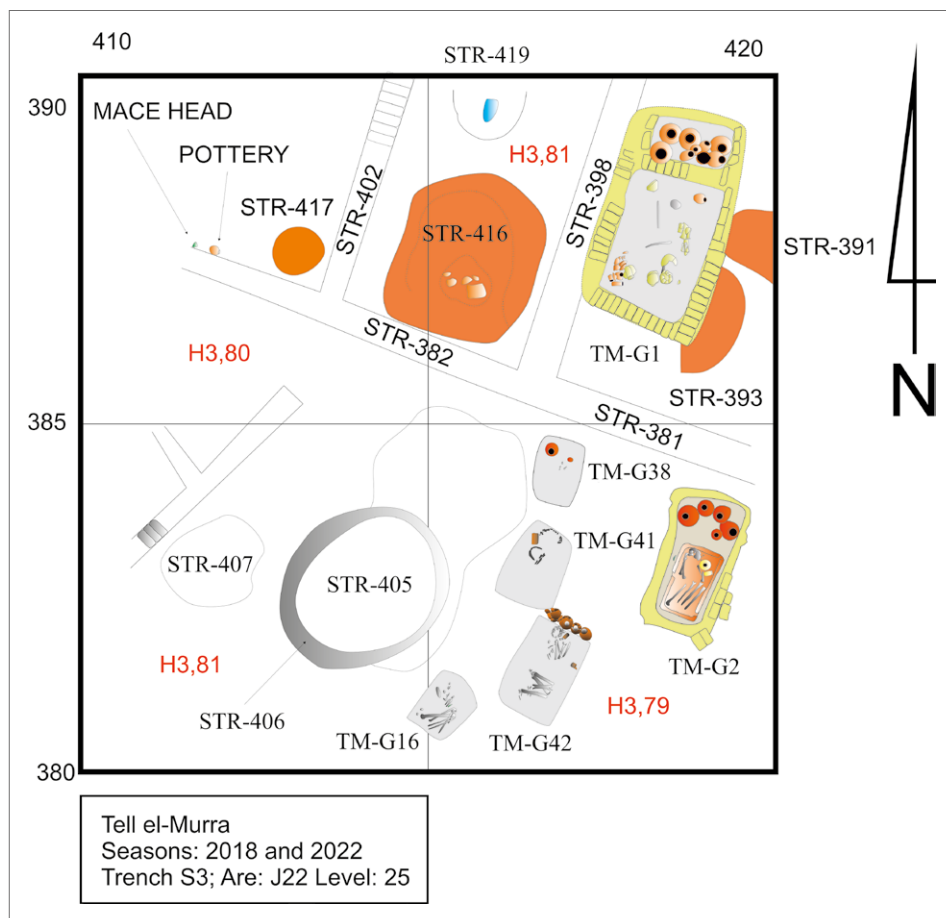 410
420
STR-419
390
MACE HEAD
POTTERY
H3,81
STR-398
STR-402
STR-417
STR-416
STR-391
H3,80
STR-382
TM-G1
STR-393
385
STR-381
TM-G38
TM-G41
STR-407
STR-405
H3,81
TM-G2
H3,79
STR-406
TM-G16
TM-G42
380
N
Tell el-Murra
Seasons: 2018 and 2022
Trench S3; Are: J22 Level: 25